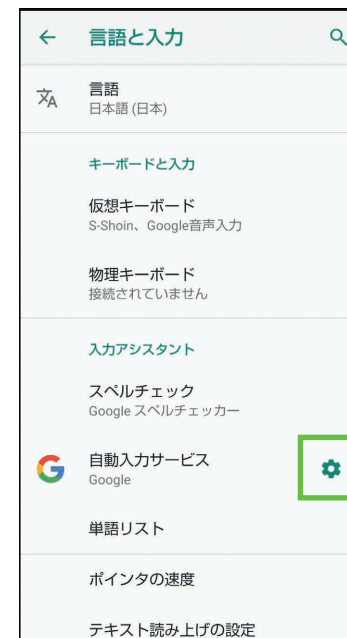 言語と入力
言語
日本語 (日本)
キーボードと入力
仮想キーボード
S-Shoin、Google音声入力
物理キーボード
接続されていません
入力アシスタント
スペルチェック
Google スペルチェッカー
自動入力サービス
Google
単語リスト
ポインタの速度
テキスト読み上げの設定